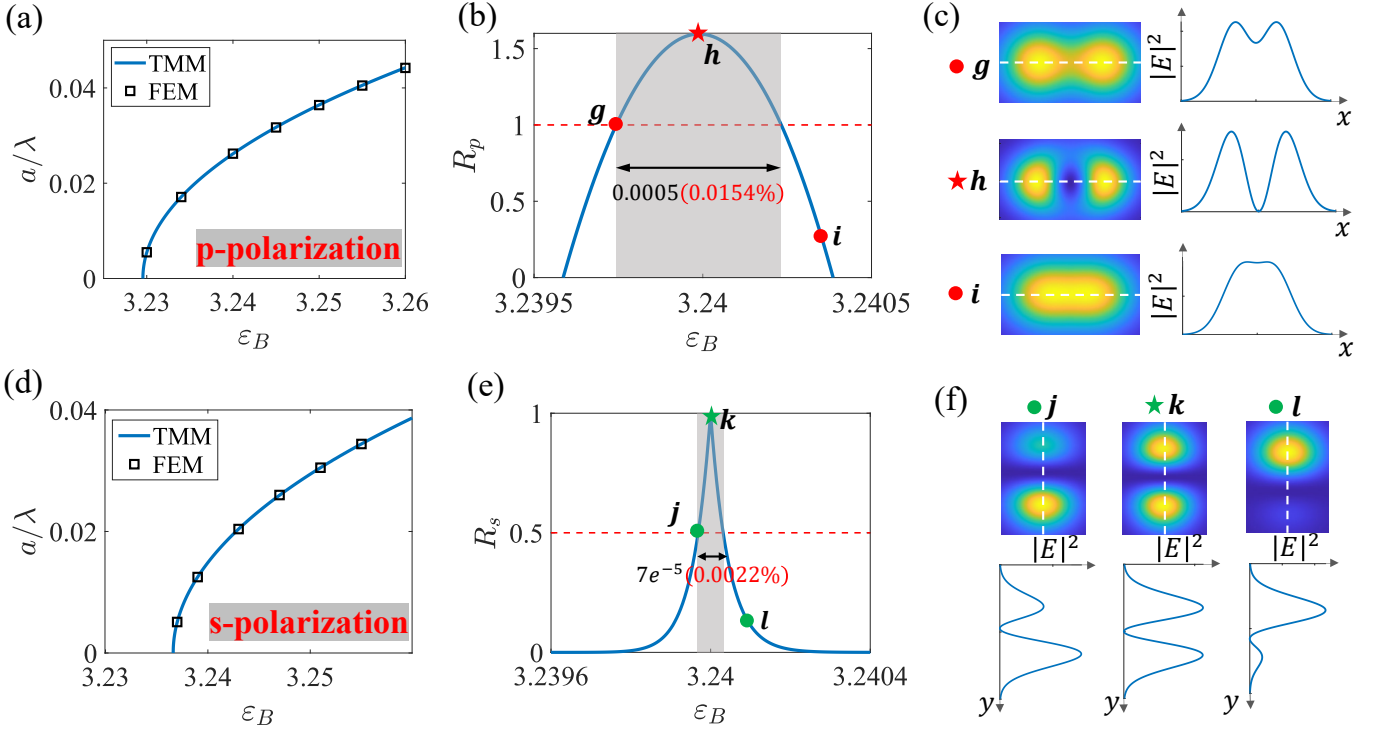 (a)
a/λ
0.04
0.02
0
TMM
FEM
p-polarization
3.23
3.24
3.25
3.26
ε_B
(b)
R_p
1.5
1
0.5
0
h
g
0.0005(0.0154%)
i
3.2395
3.24
3.2405
ε_B
(c)
g
|E|²
x
h
|E|²
x
i
|E|²
x
(d)
a/λ
0.04
0.02
0
TMM
FEM
s-polarization
3.23
3.24
3.25
ε_B
(e)
R_s
1
0.5
0
k
j
7e⁻⁵(0.0022%)
l
3.2396
3.24
3.2404
ε_B
(f)
j
k
l
|E|²
|E|²
|E|²
y
y
y